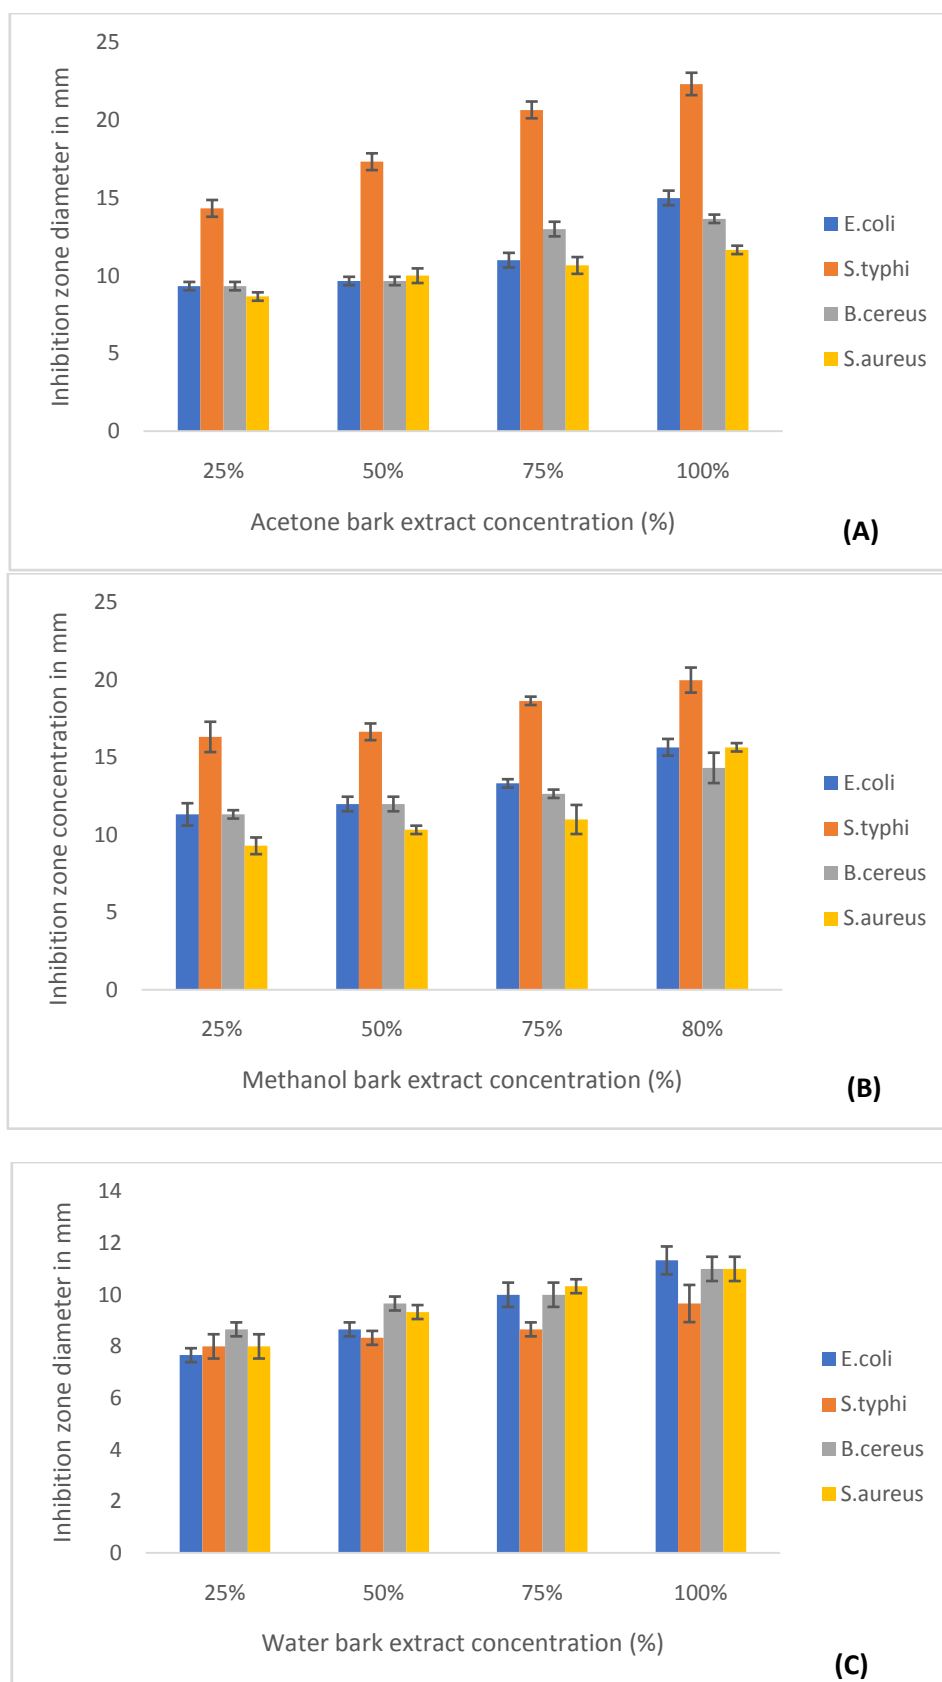 25
20
15
10
5
0
Inhibition zone diameter in mm
25% 50% 75% 100%
Acetone bark extract concentration (%)
E.coli
S.typhi
B.cereus
S.aureus
(A)
25
20
15
10
5
0
Inhibition zone concentration in mm
25% 50% 75% 80%
Methanol bark extract concentration (%)
E.coli
S.typhi
B.cereus
S.aureus
(B)
14
12
10
8
6
4
2
0
Inhibition zone diameter in mm
25% 50% 75% 100%
Water bark extract concentration (%)
E.coli
S.typhi
B.cereus
S.aureus
(C)